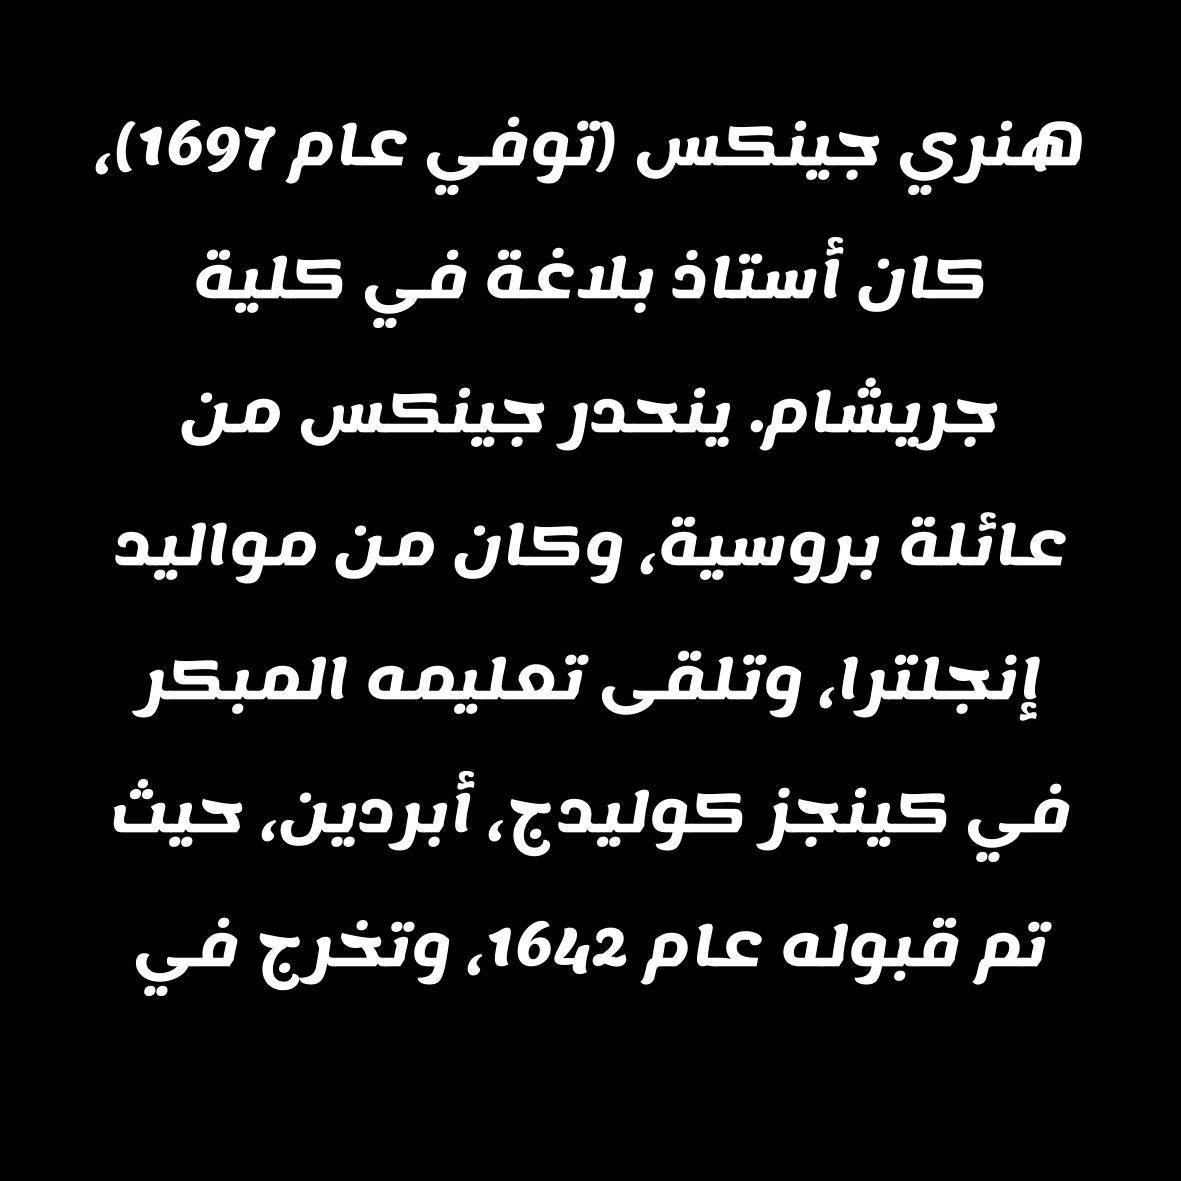 هنري جينكس (توفي عام 1697)،
كان أستاذ بلاغة في كلية
جريشام. ينحدر جينكس من
عائلة بروسية، وكان من مواليد
إنجلترا، وتلقى تعليمه المبكر
في كينجز كوليدج، أبردين، حيث
تم قبوله عام 1642، وتخرج في